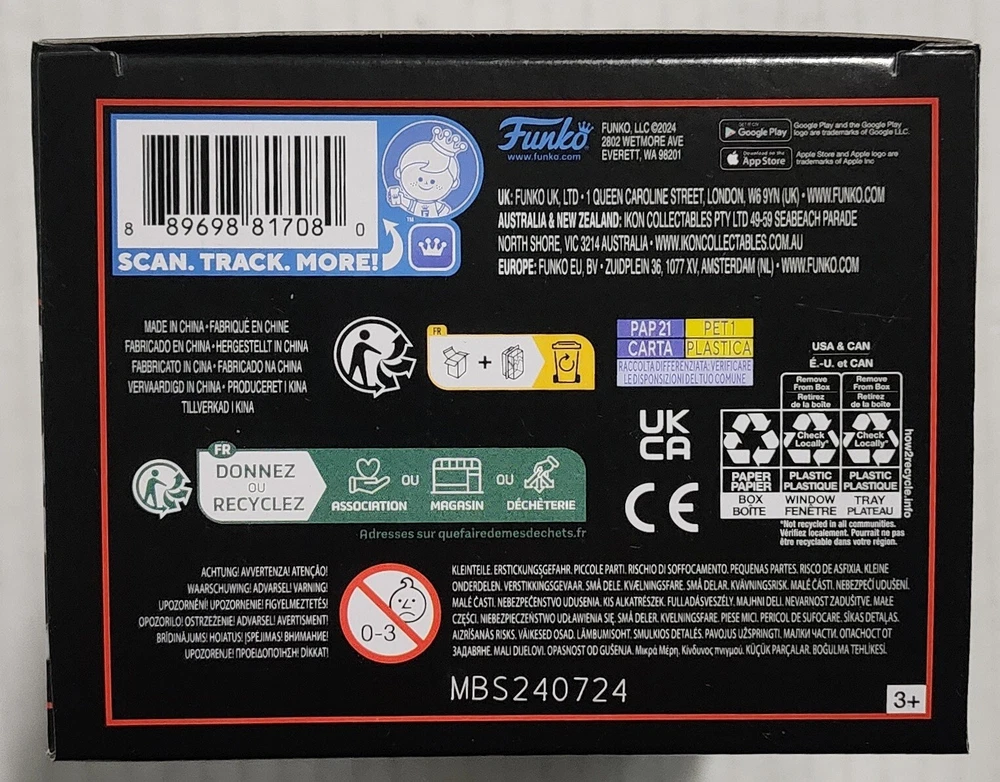 8 89698 81708 0
SCAN. TRACK. MORE!
TM
Funko
www.funko.com
FUNKO, LLC ©2024
2802 WETMORE AVE
EVERETT, WA 98201
GET IT ON
Google Play
Google Play and the Google Play
logo are trademarks of Google LLC.
Download on the
App Store
Apple Store and Apple logo are
trademarks of Apple Inc
UK: FUNKO UK, LTD • 1 QUEEN CAROLINE STREET, LONDON, W6 9YN (UK) • WWW.FUNKO.COM
AUSTRALIA & NEW ZEALAND: IKON COLLECTABLES PTY LTD 49-59 SEABEACH PARADE
NORTH SHORE, VIC 3214 AUSTRALIA • WWW.IKONCOLLECTABLES.COM.AU
EUROPE: FUNKO EU, BV • ZUIDPLEIN 36, 1077 XV, AMSTERDAM (NL) • WWW.FUNKO.COM
MADE IN CHINA • FABRIQUÉ EN CHINE
FABRICADO EN CHINA • HERGESTELLT IN CHINA
FABBRICATO IN CINA • FABRICADO NA CHINA
VERVAARDIGD IN CHINA • PRODUCERET I KINA
TILLVERKAD I KINA
FR
+
PAP 21 PET 1
CARTA PLASTICA
RACCOLTA DIFFERENZIATA. VERIFICARE
LE DISPOSIZIONI DEL TUO COMUNE
USA & CAN
É.-U. et CAN
Remove
From Box
Retirez
de la boîte
Remove
From Box
Retirez
de la boîte
Check
Locally*
Check
Locally*
PAPER
PAPIER
PLASTIC
PLASTIQUE
PLASTIC
PLASTIQUE
BOX
BOÎTE
WINDOW
FENÊTRE
TRAY
PLATEAU
how2recycle.info
*Not recycled in all communities.
Vérifiez localement. Pourrait ne pas
être recyclable dans votre région.
UK
CA
CE
FR
DONNEZ
OU
RECYCLEZ
ASSOCIATION
OU
MAGASIN
OU
DÉCHÈTERIE
Adresses sur quefairedemesdechets.fr
ACHTUNG! AVVERTENZA! ATENÇAO!
WAARSCHUWING! ADVARSEL! VARNING!
UPOZORNĚNÍ! UPOZORNENIE! FIGYELMEZTETÉS!
OPOZORILO! OSTRZEŻENIE! ADVARSEL! AVERTISMENT!
BRĪDINĀJUMS! HOIATUS! ĮSPĖJIMAS! ВНИМАНИЕ!
UPOZORENJE! ΠΡΟΕΙΔΟΠΟΙΗΣΗ! DİKKAT!
0-3
KLEINTEILE. ERSTICKUNGSGEFAHR. PICCOLE PARTI. RISCHIO DI SOFFOCAMENTO. PEQUENAS PARTES. RISCO DE ASFIXIA. KLEINE
ONDERDELEN. VERSTIKKINGSGEVAAR. SMÅ DELE. KVÆLNINGSFARE. SMÅ DELAR. KVÄVNINGSRISK. MALÉ ČÁSTI. NEBEZPEČÍ UDUŠENÍ.
MALÉ ČASTI. NEBEZPEČENSTVO UDUSENIA. KIS ALKATRÉSZEK. FULLADÁSVESZÉLY. MAJHNI DELI. NEVARNOST ZADUŠITVE. MAŁE
CZĘŚCI. NIEBEZPIECZEŃSTWO UDŁAWIENIA SIĘ. SMÅ DELER. KVELNINGSFARE. PIESE MICI. PERICOL DE SUFOCARE. SĪKAS DETAĻAS.
AIZRĪŠANĀS RISKS. VÄIKESED OSAD. LÄMBUMISOHT. SMULKIOS DETALĖS. PAVOJUS UŽSPRINGTI. МАЛКИ ЧАСТИ. ОПАСНОСТ ОТ
ЗАДАВЯНЕ. MALI DIJELOVI. OPASNOST OD GUŠENJA. Μικρά Μέρη. Κίνδυνος πνιγμού. KÜÇÜK PARÇALAR. BOĞULMA TEHLİKESİ.
MBS240724
3+